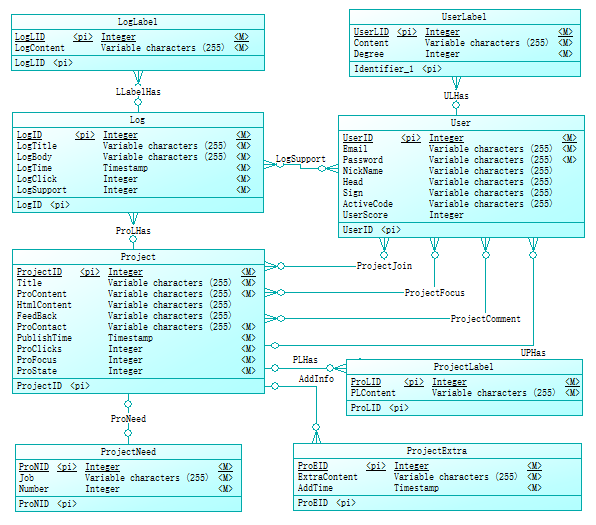 LogLabel
LogLID <pi> Integer <M>
LogContent Variable characters (255) <M>
LogLID <pi>
UserLabel
UserLID <pi> Integer <M>
Content Variable characters (255) <M>
Degree Integer <M>
Identifier_1 <pi>
LLabelHas
ULHas
Log
LogID <pi> Integer <M>
LogTitle Variable characters (255) <M>
LogBody Variable characters (255) <M>
LogTime Timestamp <M>
LogClick Integer <M>
LogSupport Integer <M>
LogID <pi>
LogSupport
User
UserID <pi> Integer <M>
Email Variable characters (255) <M>
Password Variable characters (255) <M>
NickName Variable characters (255)
Head Variable characters (255)
Sign Variable characters (255)
ActiveCode Variable characters (255)
UserScore Integer
UserID <pi>
ProLHas
Project
ProjectID <pi> Integer <M>
Title Variable characters (255) <M>
ProContent Variable characters (255) <M>
HtmlContent Variable characters (255)
FeedBack Variable characters (255)
ProContact Variable characters (255) <M>
PublishTime Timestamp <M>
ProClicks Integer <M>
ProFocus Integer <M>
ProState Integer <M>
ProjectID <pi>
ProjectJoin
ProjectFocus
ProjectComment
UPHas
PLHas
AddInfo
ProjectLabel
ProLID <pi> Integer <M>
PLContent Variable characters (255) <M>
ProLID <pi>
ProNeed
ProjectNeed
ProNID <pi> Integer <M>
Job Variable characters (255) <M>
Number Integer <M>
ProNID <pi>
ProjectExtra
ProEID <pi> Integer <M>
ExtraContent Variable characters (255) <M>
AddTime Timestamp <M>
ProEID <pi>